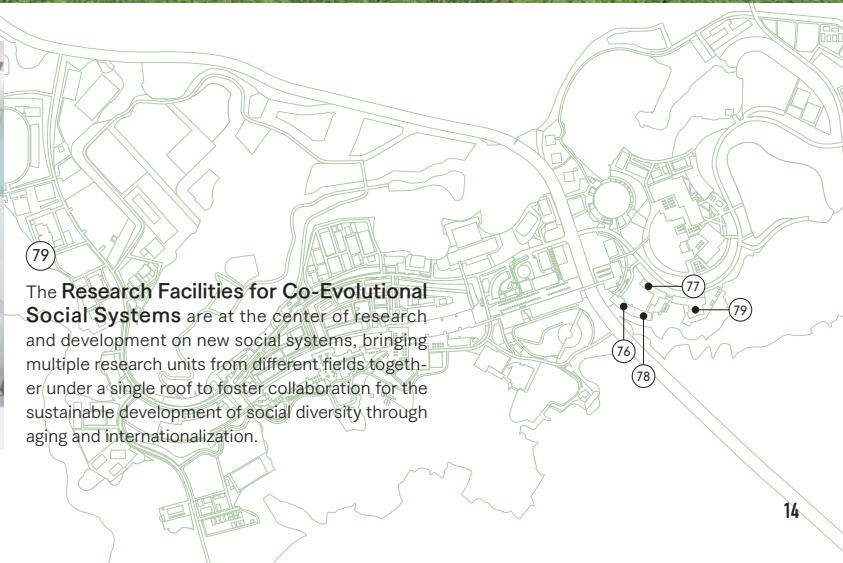 79
The Research Facilities for Co-Evolutional
Social Systems are at the center of research
and development on new social systems, bringing
multiple research units from different fields togeth-
er under a single roof to foster collaboration for the
sustainable development of social diversity through
aging and internationalization.
77
79
76
78
14